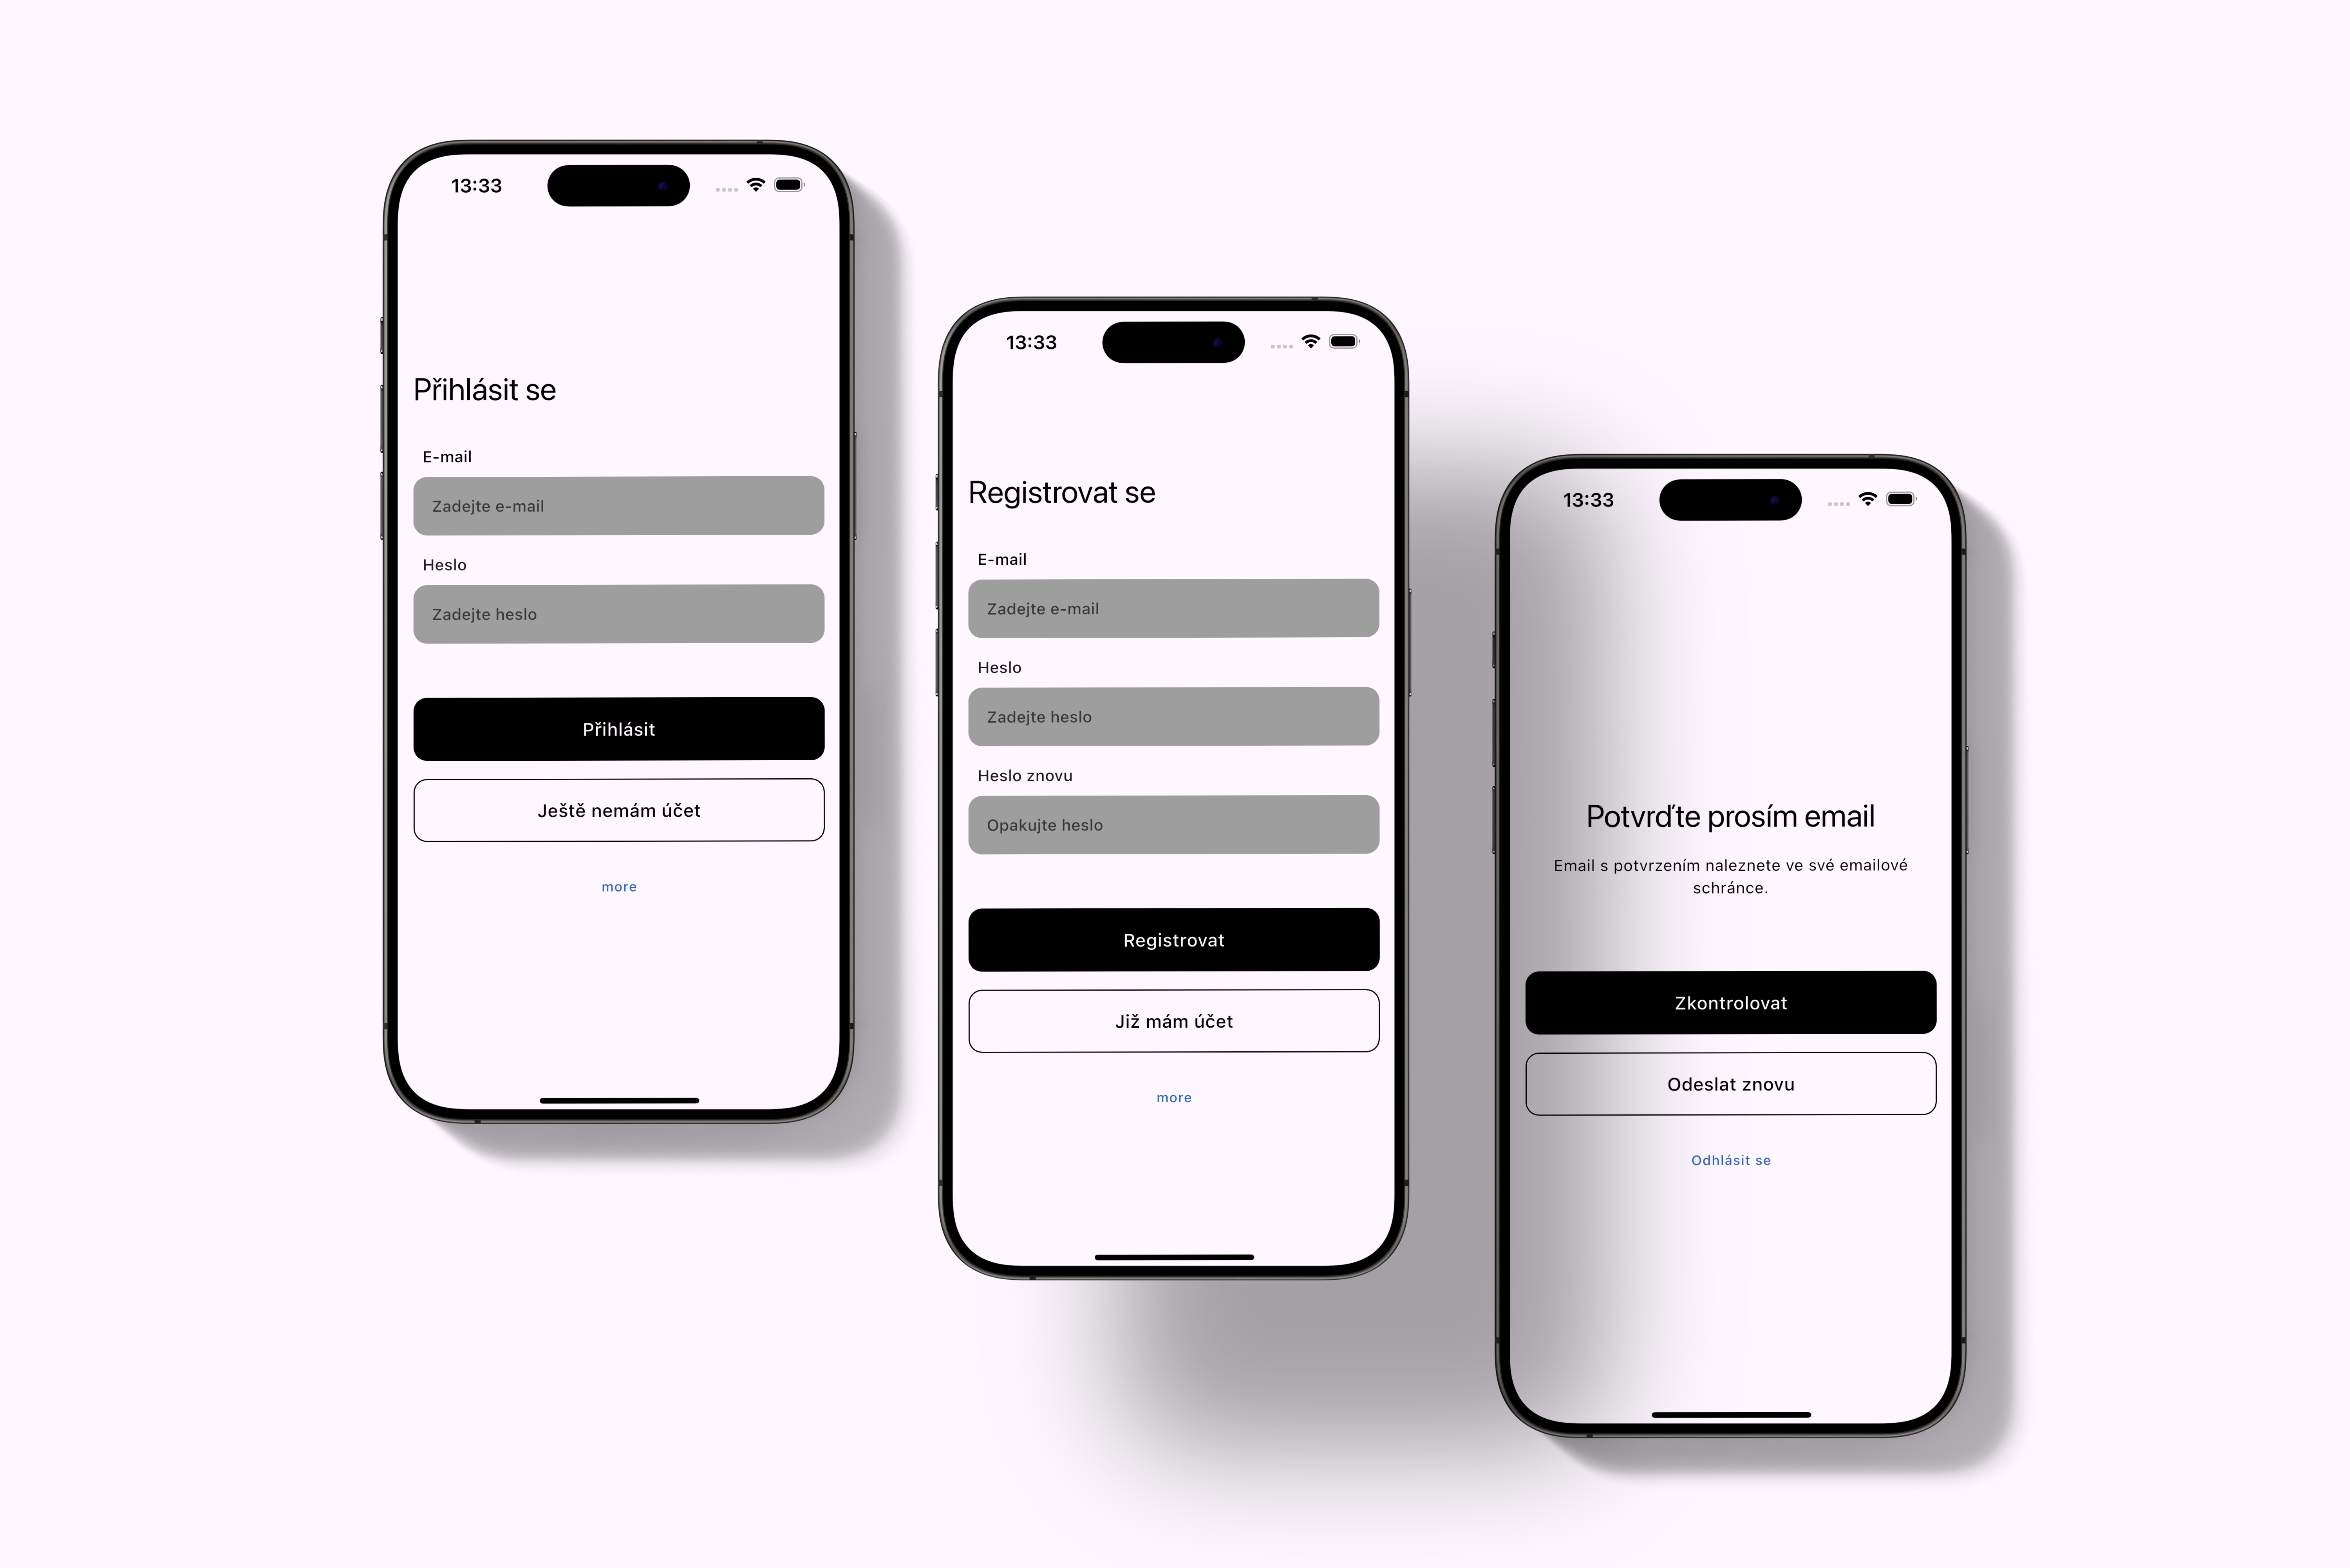 13:33
Přihlásit se
E-mail
Zadejte e-mail
Heslo
Zadejte heslo
Přihlásit
Ještě nemám účet
more
13:33
Registrovat se
E-mail
Zadejte e-mail
Heslo
Zadejte heslo
Heslo znovu
Opakujte heslo
Registrovat
Již mám účet
more
13:33
Potvrďte prosím email
Email s potvrzením naleznete ve své emailové
schránce.
Zkontrolovat
Odeslat znovu
Odhlásit se